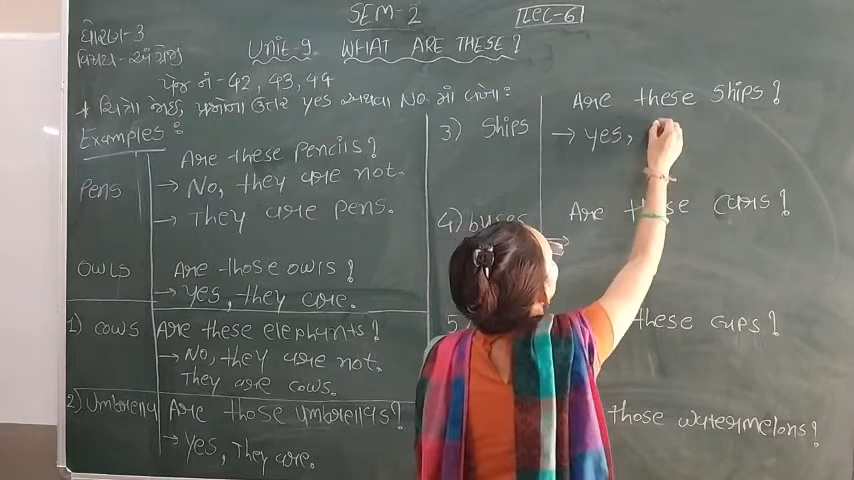 SEM-2
LEC-6
ધોરણ-3
વિષય-અંગ્રેજી
Unit-9. WHAT ARE THESE?
પેજ નં-42, 43, 44
* ચિત્રો જોઇ, પ્રશ્નોના ઉત્તર yes અથવા No માં આપો:
Examples:
Pens
Are these Pencils?
→ No, they are not.
→ They are pens.
owls
Are those owls?
→ yes, they are.
1) cows
Are these elephants?
→ No, they are not.
They are cows.
2) Umbrella
Are those umbrellas?
→ yes, They are.
3) Ships
Are these ships?
→ yes,
4) buses
Are these cars?
→
5
these cups?
those watermelons?